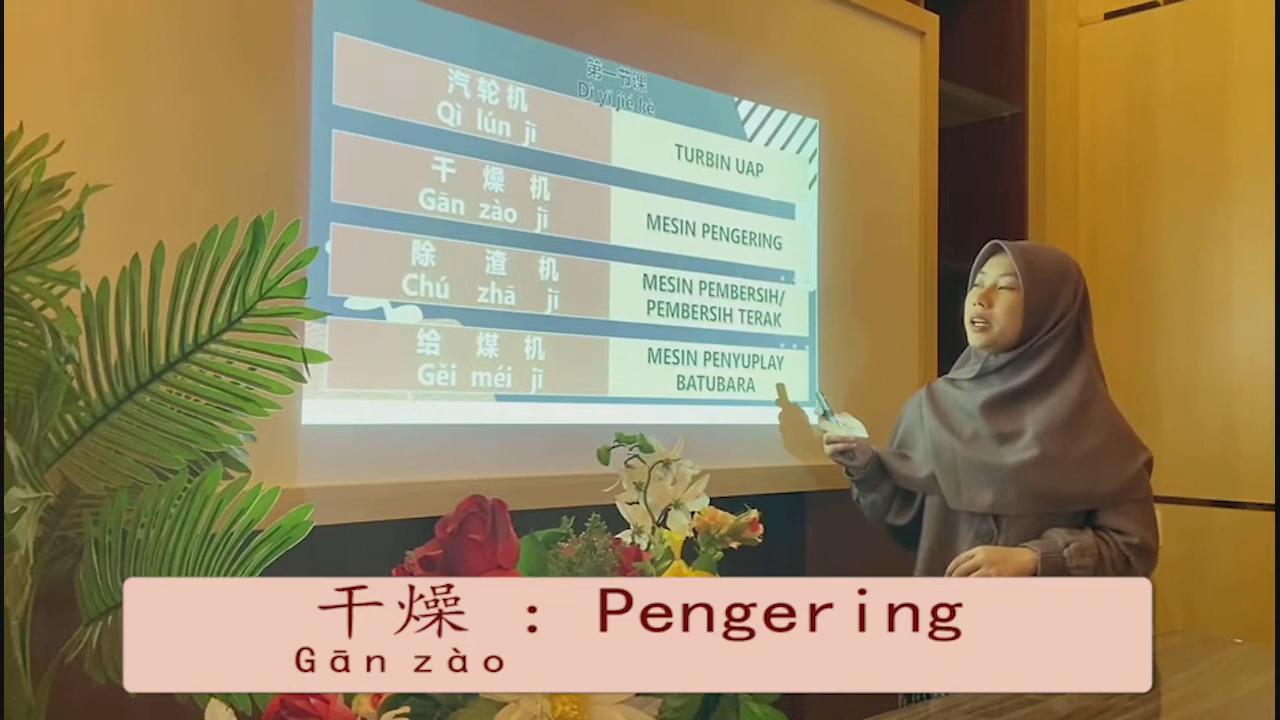 第一节课
Dì yī jié kè
汽轮机
Qì lún jī
TURBIN UAP
干 燥 机
Gān zào jī
MESIN PENGERING
除 渣 机
Chú zhā jī
MESIN PEMBERSIH/
PEMBERSIH TERAK
给 煤 机
Gěi méi jī
MESIN PENYUPLAY
BATUBARA
干燥 : Pengering
Gān zào